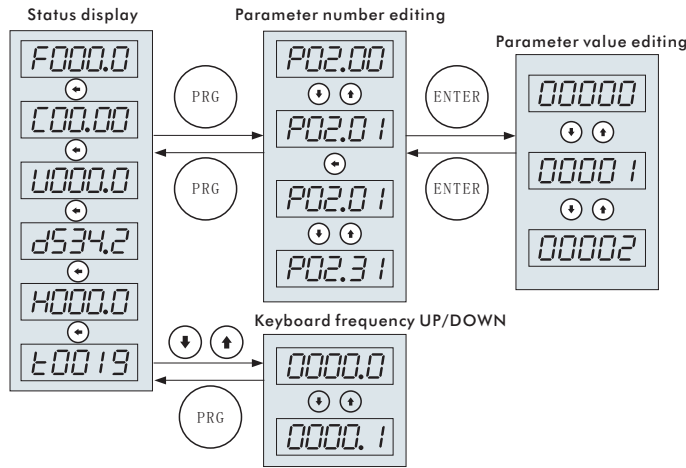 Status display
F000.0
C00.00
U000.0
d534.2
H000.0
t0019
PRG
PRG
Parameter number editing
P02.00
P02.01
P02.01
P02.31
ENTER
ENTER
Parameter value editing
00000
00001
00002
Keyboard frequency UP/DOWN
PRG
0000.0
0000.1